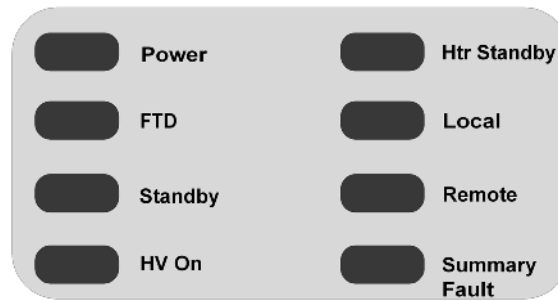 Power
FTD
Standby
HV On
Htr Standby
Local
Remote
Summary
Fault